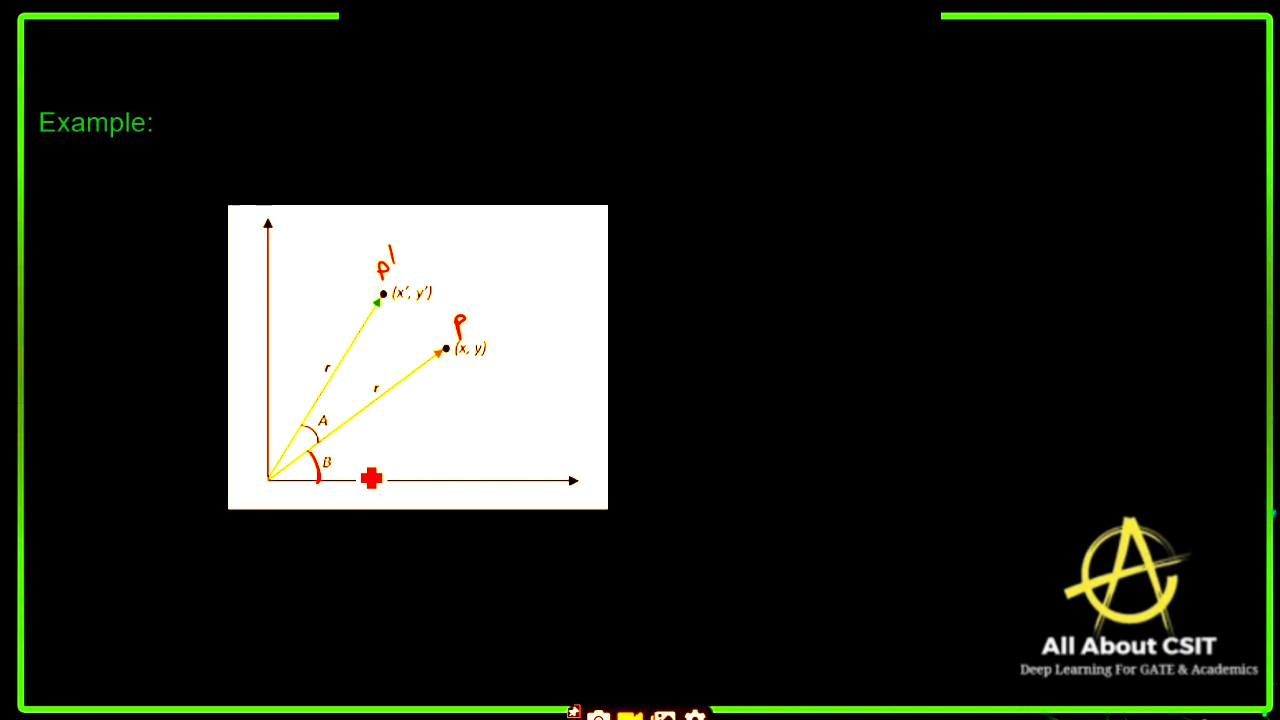 Example:
P'
(x', y')
P
(x, y)
r
r
A
B
All About CSIT
Deep Learning For GATE & Academics